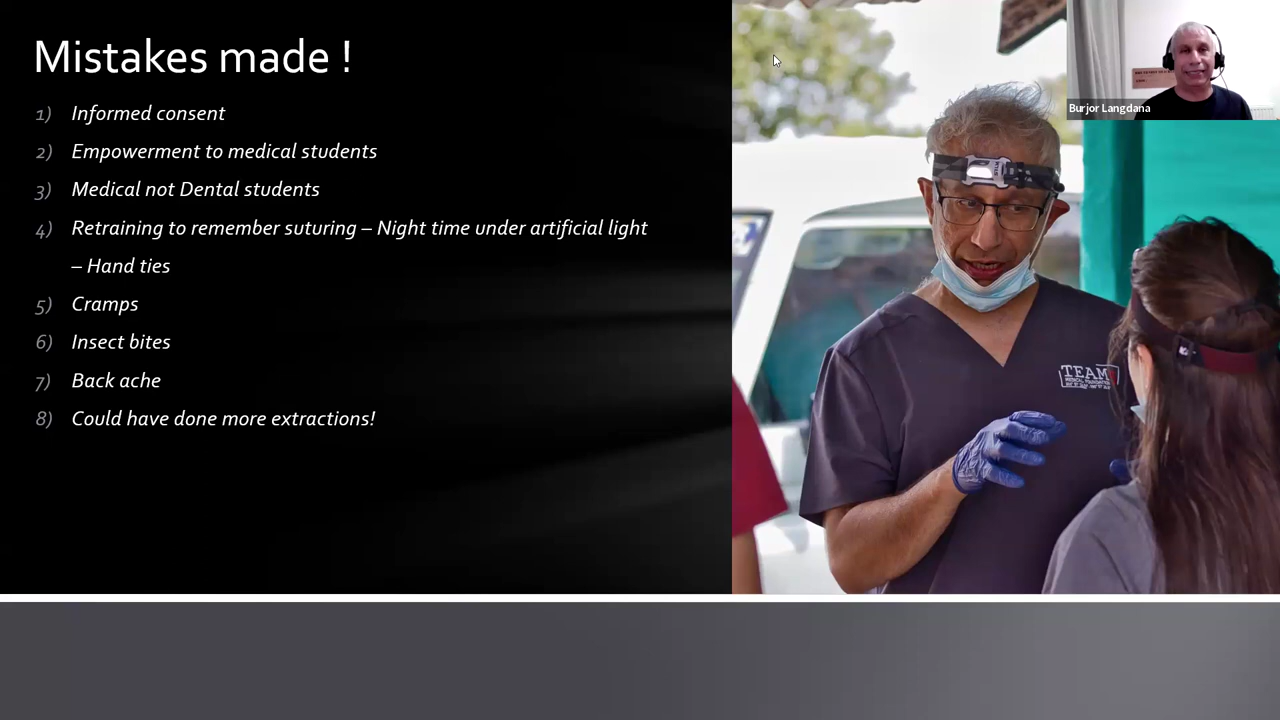 Mistakes made !
1) Informed consent
2) Empowerment to medical students
3) Medical not Dental students
4) Retraining to remember suturing – Night time under artificial light
– Hand ties
5) Cramps
6) Insect bites
7) Back ache
8) Could have done more extractions!
Burjor Langdana
TEAM
MEDICAL FOUNDATION